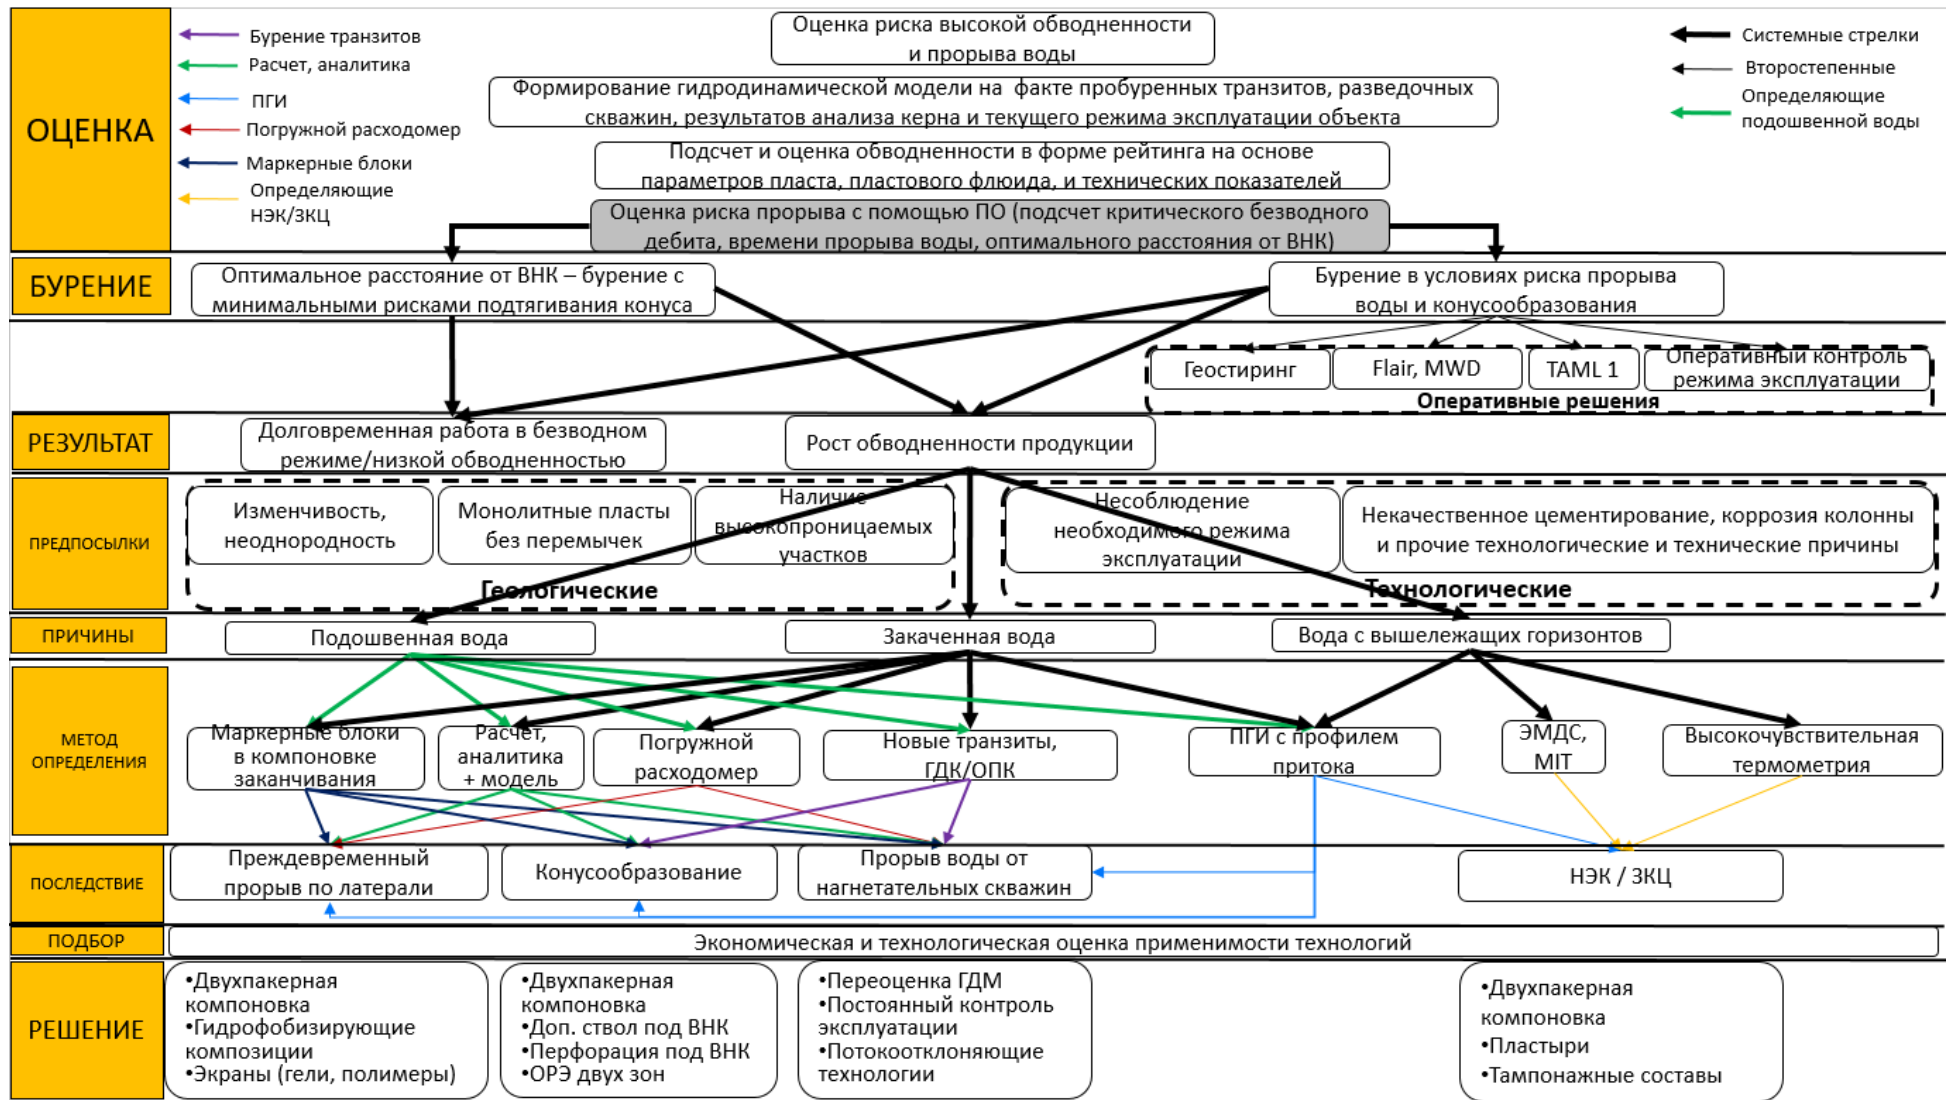 ОЦЕНКА
Бурение транзитов
Расчет, аналитика
ПГИ
Погружной расходомер
Маркерные блоки
Определяющие
НЭК/ЗКЦ
Оценка риска высокой обводненности
и прорыва воды
Формирование гидродинамической модели на факте пробуренных транзитов, разведочных
скважин, результатов анализа керна и текущего режима эксплуатации объекта
Подсчет и оценка обводненности в форме рейтинга на основе
параметров пласта, пластового флюида, и технических показателей
Оценка риска прорыва с помощью ПО (подсчет критического безводного
дебита, времени прорыва воды, оптимального расстояния от ВНК)
Системные стрелки
Второстепенные
Определяющие
подошвенной воды
БУРЕНИЕ
Оптимальное расстояние от ВНК – бурение с
минимальными рисками подтягивания конуса
Бурение в условиях риска прорыва
воды и конусообразования
Геостиринг
Flair, MWD
TAML 1
Оперативный контроль
режима эксплуатации
Оперативные решения
РЕЗУЛЬТАТ
Долговременная работа в безводном
режиме/низкой обводненностью
Рост обводненности продукции
ПРЕДПОСЫЛКИ
Изменчивость,
неоднородность
Монолитные пласты
без перемычек
Наличие
высокопроницаемых
участков
Геологические
Несоблюдение
необходимого режима
эксплуатации
Некачественное цементирование, коррозия колонны
и прочие технологические и технические причины
Технологические
ПРИЧИНЫ
Подошвенная вода
Закаченная вода
Вода с вышележащих горизонтов
МЕТОД
ОПРЕДЕЛЕНИЯ
Маркерные блоки
в компоновке
заканчивания
Расчет,
аналитика
+ модель
Погружной
расходомер
Новые транзиты,
ГДК/ОПК
ПГИ с профилем
притока
ЭМДС,
MIT
Высокочувствительная
термометрия
ПОСЛЕДСТВИЕ
Преждевременный
прорыв по латерали
Конусообразование
Прорыв воды от
нагнетательных скважин
НЭК / ЗКЦ
ПОДБОР
Экономическая и технологическая оценка применимости технологий
РЕШЕНИЕ
•Двухпакерная
компоновка
•Гидрофобизирующие
композиции
•Экраны (гели, полимеры)
•Двухпакерная
компоновка
•Доп. ствол под ВНК
•Перфорация под ВНК
•ОРЭ двух зон
•Переоценка ГДМ
•Постоянный контроль
эксплуатации
•Потокоотклоняющие
технологии
•Двухпакерная
компоновка
•Пластыри
•Тампонажные составы